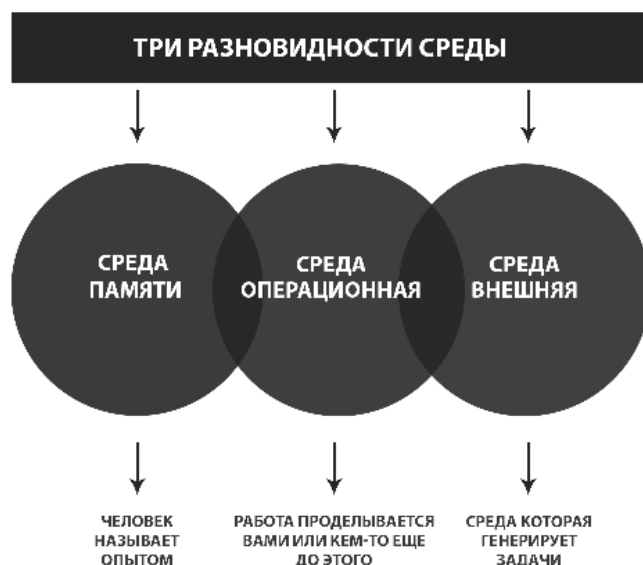 ТРИ РАЗНОВИДНОСТИ СРЕДЫ
СРЕДА
ПАМЯТИ
СРЕДА
ОПЕРАЦИОННАЯ
СРЕДА
ВНЕШНЯЯ
ЧЕЛОВЕК
НАЗЫВАЕТ
ОПЫТОМ
РАБОТА ПРОДЕЛЫВАЕТСЯ
ВАМИ ИЛИ КЕМ-ТО ЕЩЕ
ДО ЭТОГО
СРЕДА КОТОРАЯ
ГЕНЕРИРУЕТ
ЗАДАЧИ